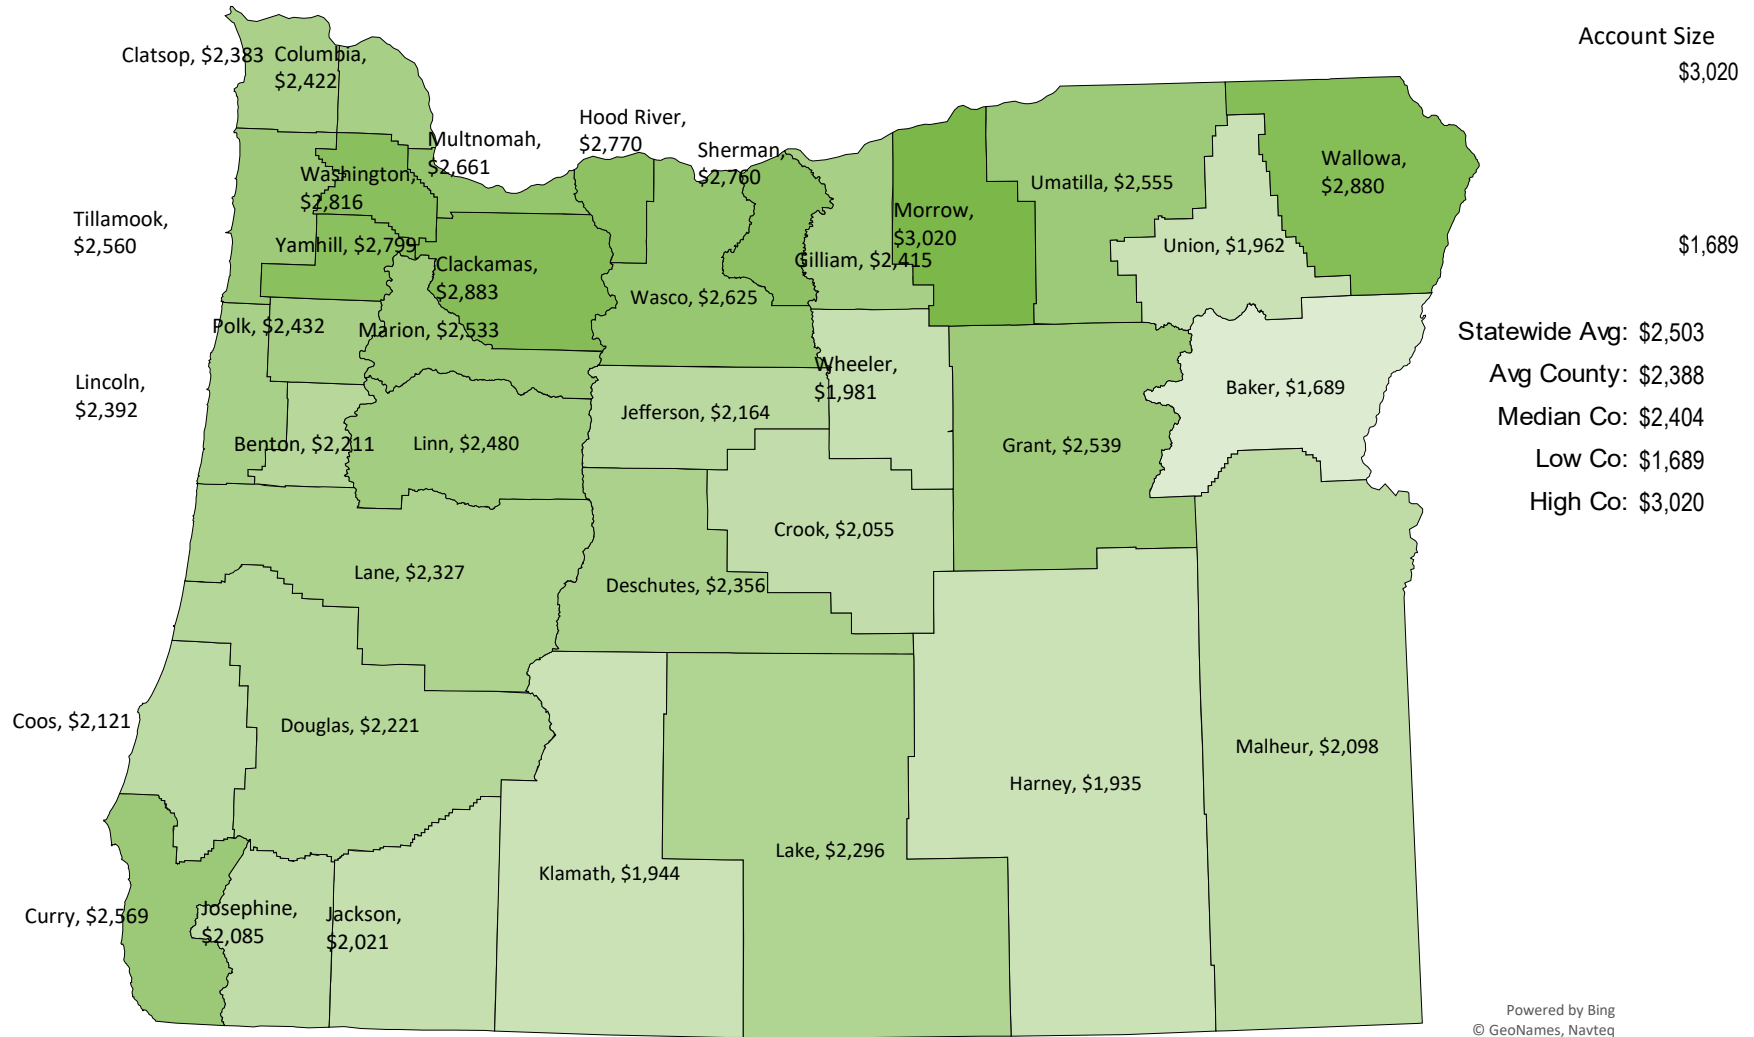 Clatsop, $2,383
Columbia,
$2,422
Account Size
$3,020
$1,689
Hood River,
$2,770
Multnomah,
$2,661
Sherman,
$2,760
Wallowa,
$2,880
Washington,
$2,816
Umatilla, $2,555
Tillamook,
$2,560
Morrow,
$3,020
Yamhill, $2,799
Union, $1,962
Gilliam, $2,415
Clackamas,
$2,883
Wasco, $2,625
Polk, $2,432
Marion, $2,533
Statewide Avg: $2,503
Avg County: $2,388
Median Co: $2,404
Low Co: $1,689
High Co: $3,020
Wheeler,
$1,981
Lincoln,
$2,392
Baker, $1,689
Jefferson, $2,164
Benton, $2,211
Linn, $2,480
Grant, $2,539
Crook, $2,055
Lane, $2,327
Deschutes, $2,356
Coos, $2,121
Douglas, $2,221
Malheur, $2,098
Harney, $1,935
Lake, $2,296
Klamath, $1,944
Curry, $2,569
Josephine,
$2,085
Jackson,
$2,021
Powered by Bing
© GeoNames, Navteq